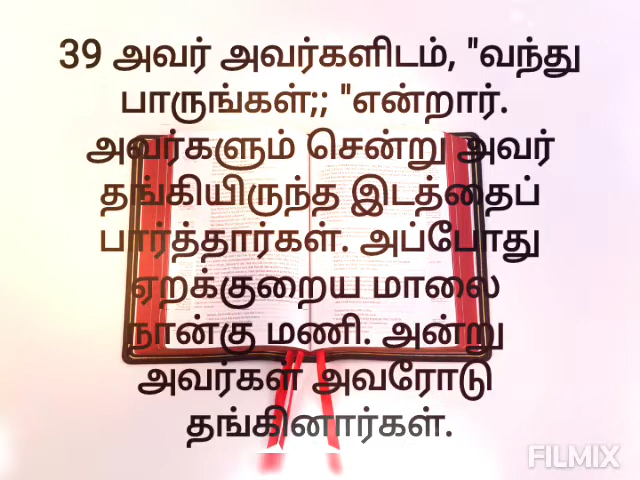 39 அவர் அவர்களிடம், "வந்து
பாருங்கள்;; "என்றார்.
அவர்களும் சென்று அவர்
தங்கியிருந்த இடத்தைப்
பார்த்தார்கள். அப்போது
ஏறக்குறைய மாலை
நான்கு மணி. அன்று
அவர்கள் அவரோடு
தங்கினார்கள்.
FILMIX